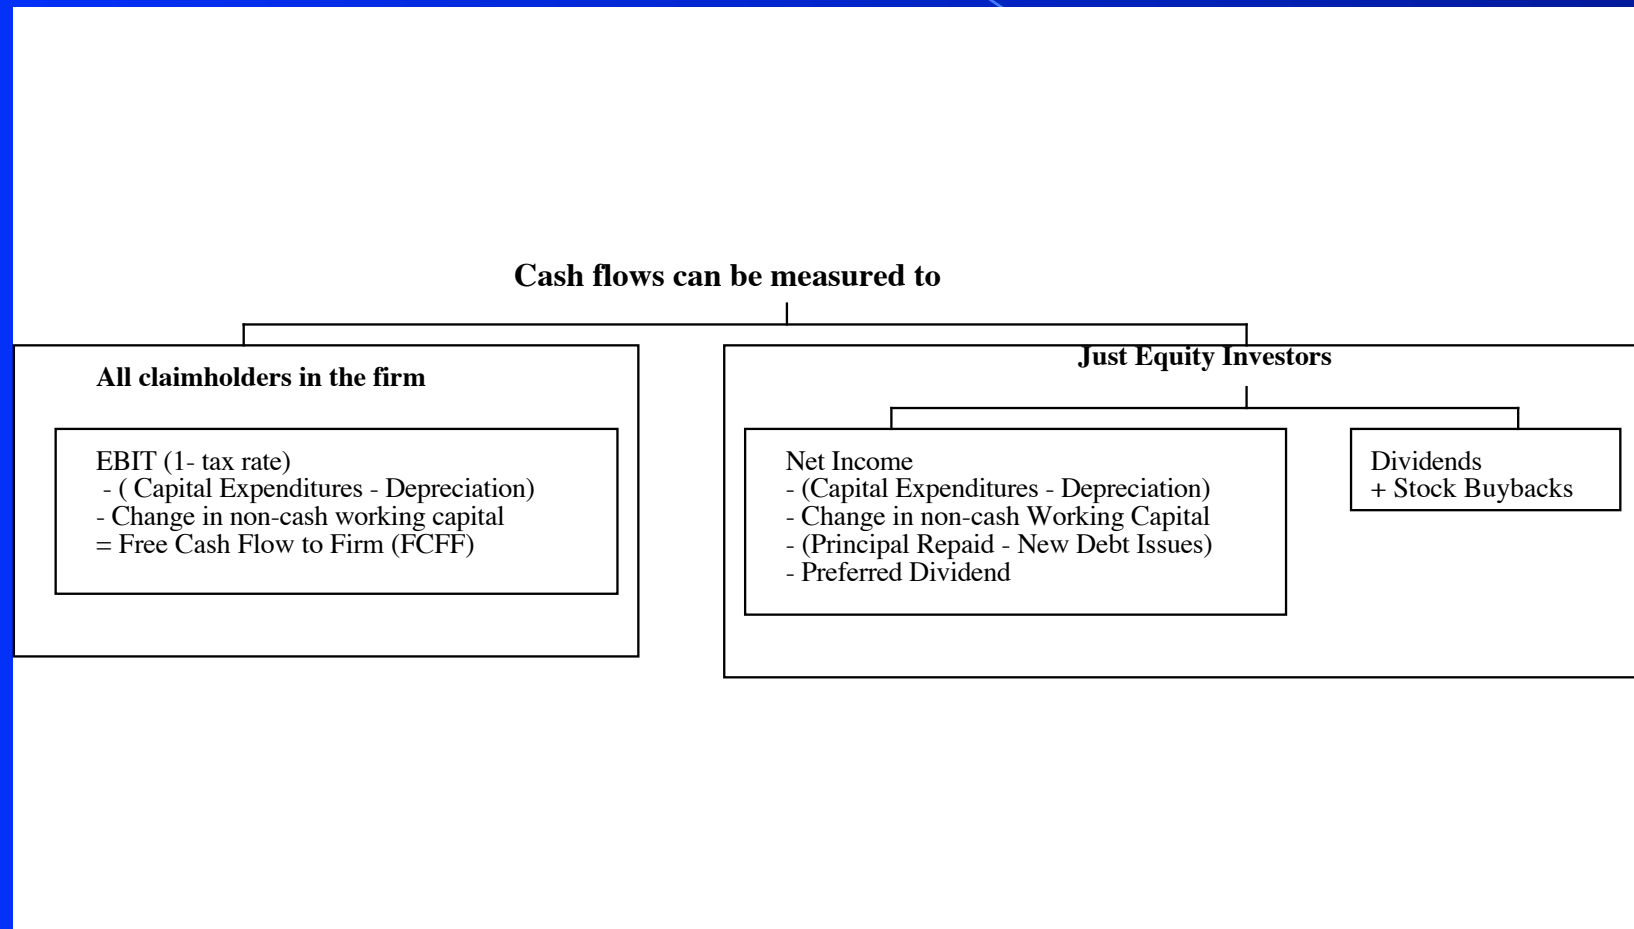 Cash flows can be measured to
All claimholders in the firm
EBIT (1- tax rate)
- ( Capital Expenditures - Depreciation)
- Change in non-cash working capital
= Free Cash Flow to Firm (FCFF)
Just Equity Investors
Net Income
- (Capital Expenditures - Depreciation)
- Change in non-cash Working Capital
- (Principal Repaid - New Debt Issues)
- Preferred Dividend
Dividends
+ Stock Buybacks